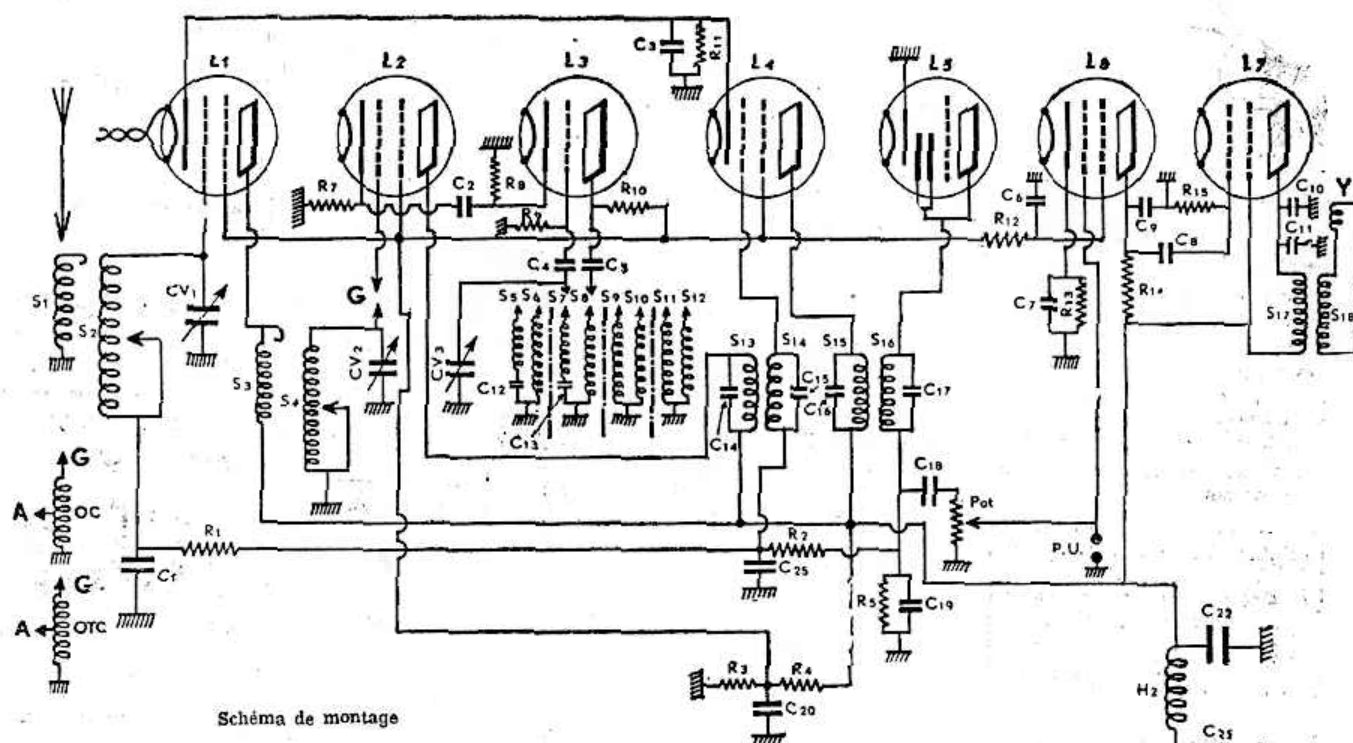 L1 L2 L3 L4 L5 L6 L7
C3 R11
R7 C2 R8 R9 R10
C4 C5
R12 C6 C9 R15 C8 C10 C11 Y
S1 S2 CV1 S3 S4 G CV2 CV3
S5 S6 S7 S8 S9 S10 S11 S12
C12 C13
S13 S14 S15 S16
C14 C15 C16 C17
C7 R13 R14 S17 S18
C18 Pot P.U.
G
A OC
C1 R1 R2 C25
G
A OTC
R5 C19
R3 R4 C20
H2 C22
C25
Schéma de montage